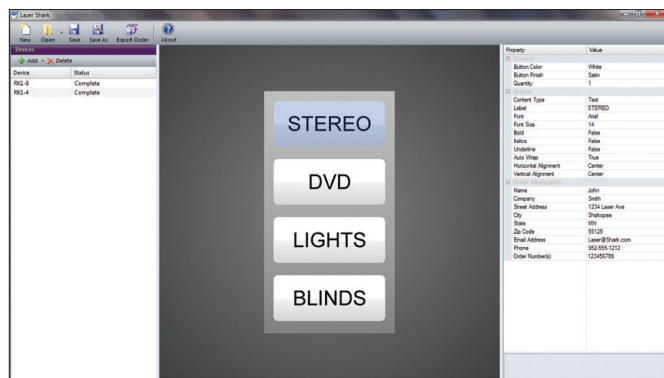 Laser Shark
New Open Save Save As Export Order About
Devices
Add Delete
Device Status
RK1-8 Complete
RK1-4 Complete
STEREO
DVD
LIGHTS
BLINDS
Property Value
Button Color White
Button Finish Satin
Quantity 1
Content Type Text
Label STEREO
Font Arial
Font Size 14
Bold False
Italics False
Underline False
Auto Wrap True
Horizontal Alignment Center
Vertical Alignment Center
Order Information
Name John
Company Smith
Street Address 1234 Laser Ave
City Shakopee
State MN
Zip Code 55125
Email Address Laser@Shark.com
Phone 952-555-1212
Order Number(s) 123456789